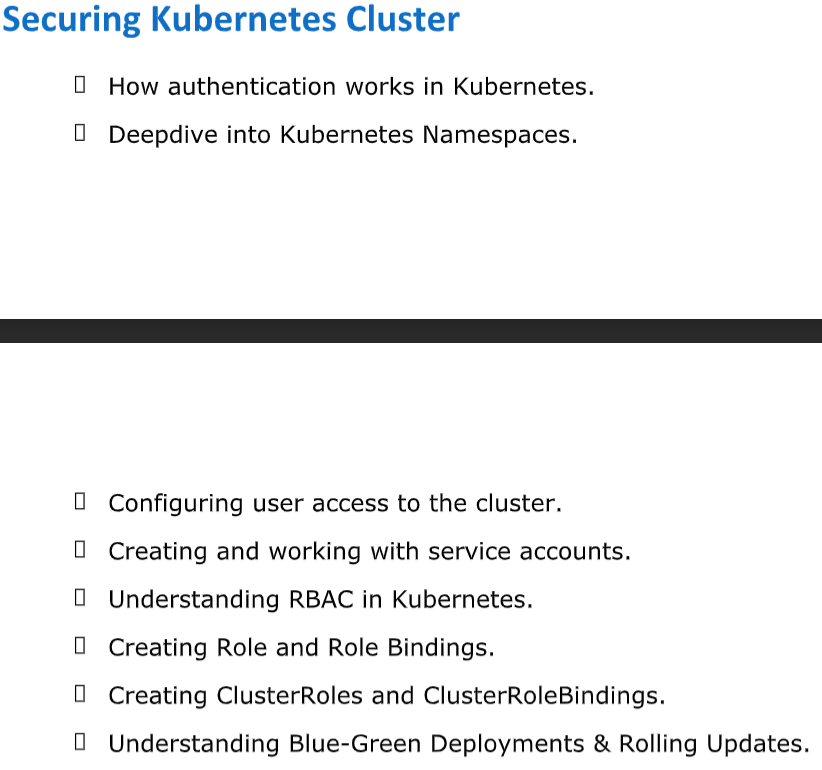 Securing Kubernetes Cluster
How authentication works in Kubernetes.
Deepdive into Kubernetes Namespaces.
Configuring user access to the cluster.
Creating and working with service accounts.
Understanding RBAC in Kubernetes.
Creating Role and Role Bindings.
Creating ClusterRoles and ClusterRoleBindings.
Understanding Blue-Green Deployments & Rolling Updates.